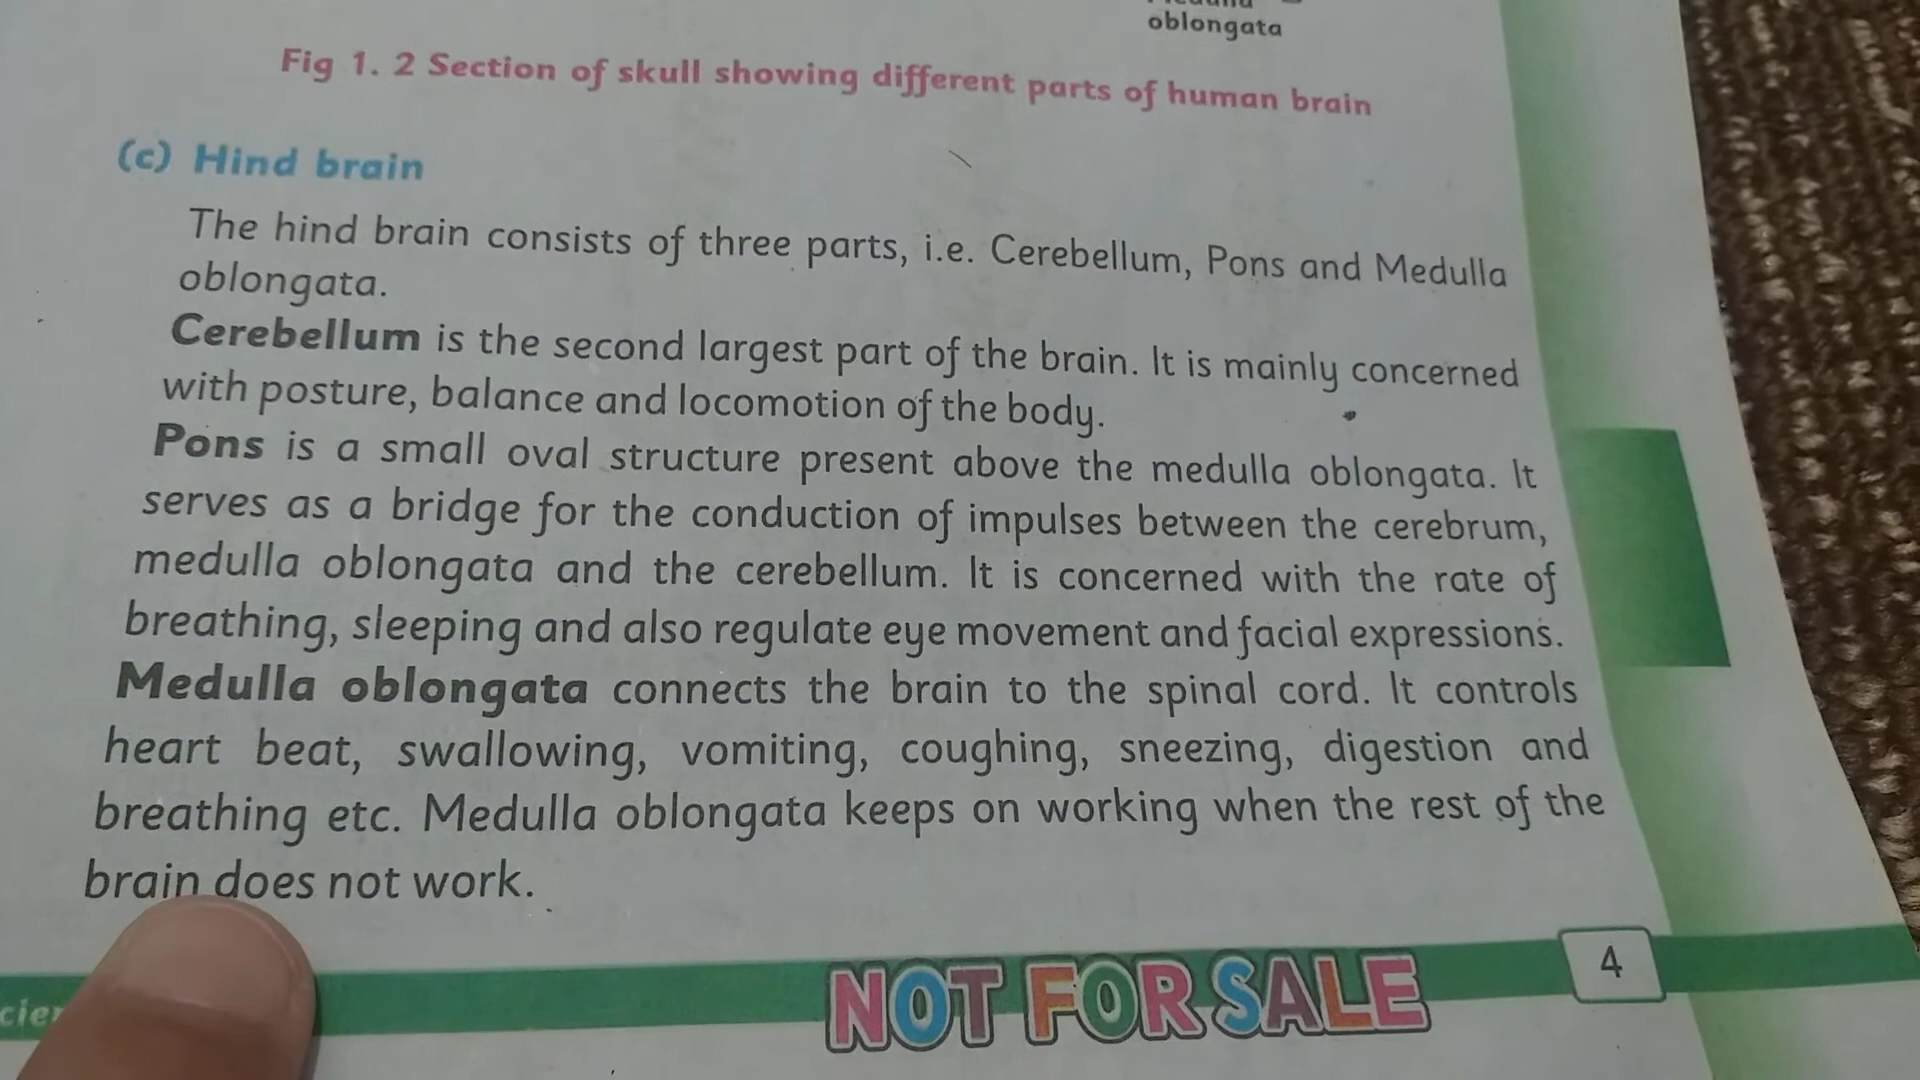 oblongata
Fig 1. 2 Section of skull showing different parts of human brain
(c) Hind brain
The hind brain consists of three parts, i.e. Cerebellum, Pons and Medulla
oblongata.
Cerebellum is the second largest part of the brain. It is mainly concerned
with posture, balance and locomotion of the body.
Pons is a small oval structure present above the medulla oblongata. It
serves as a bridge for the conduction of impulses between the cerebrum,
medulla oblongata and the cerebellum. It is concerned with the rate of
breathing, sleeping and also regulate eye movement and facial expressions.
Medulla oblongata connects the brain to the spinal cord. It controls
heart beat, swallowing, vomiting, coughing, sneezing, digestion and
breathing etc. Medulla oblongata keeps on working when the rest of the
brain does not work.
NOT FOR SALE
4